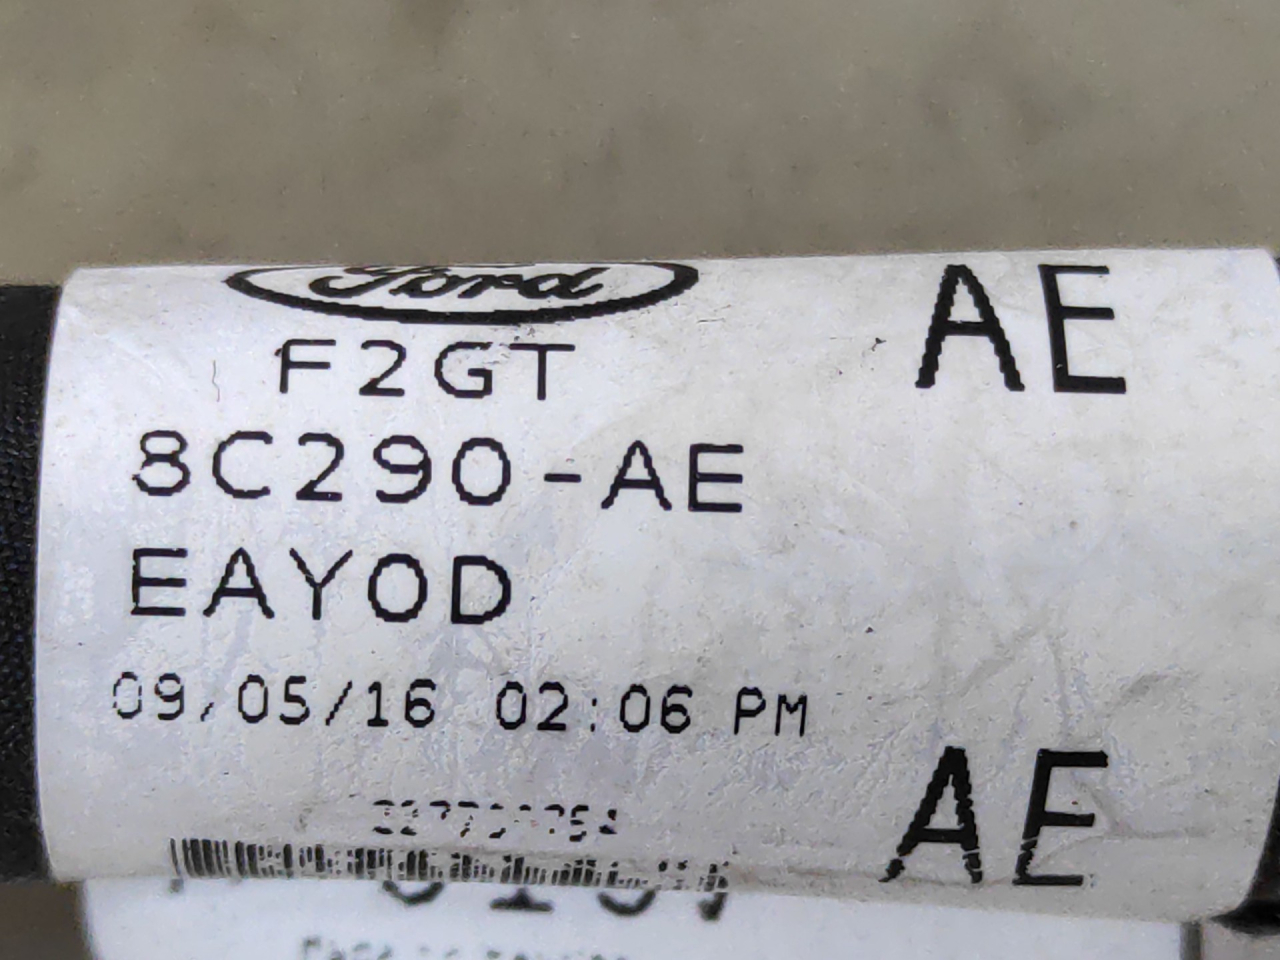 Ford
AE
F2GT
8C290-AE
EAYOD
09/05/16 02:06 PM
AE